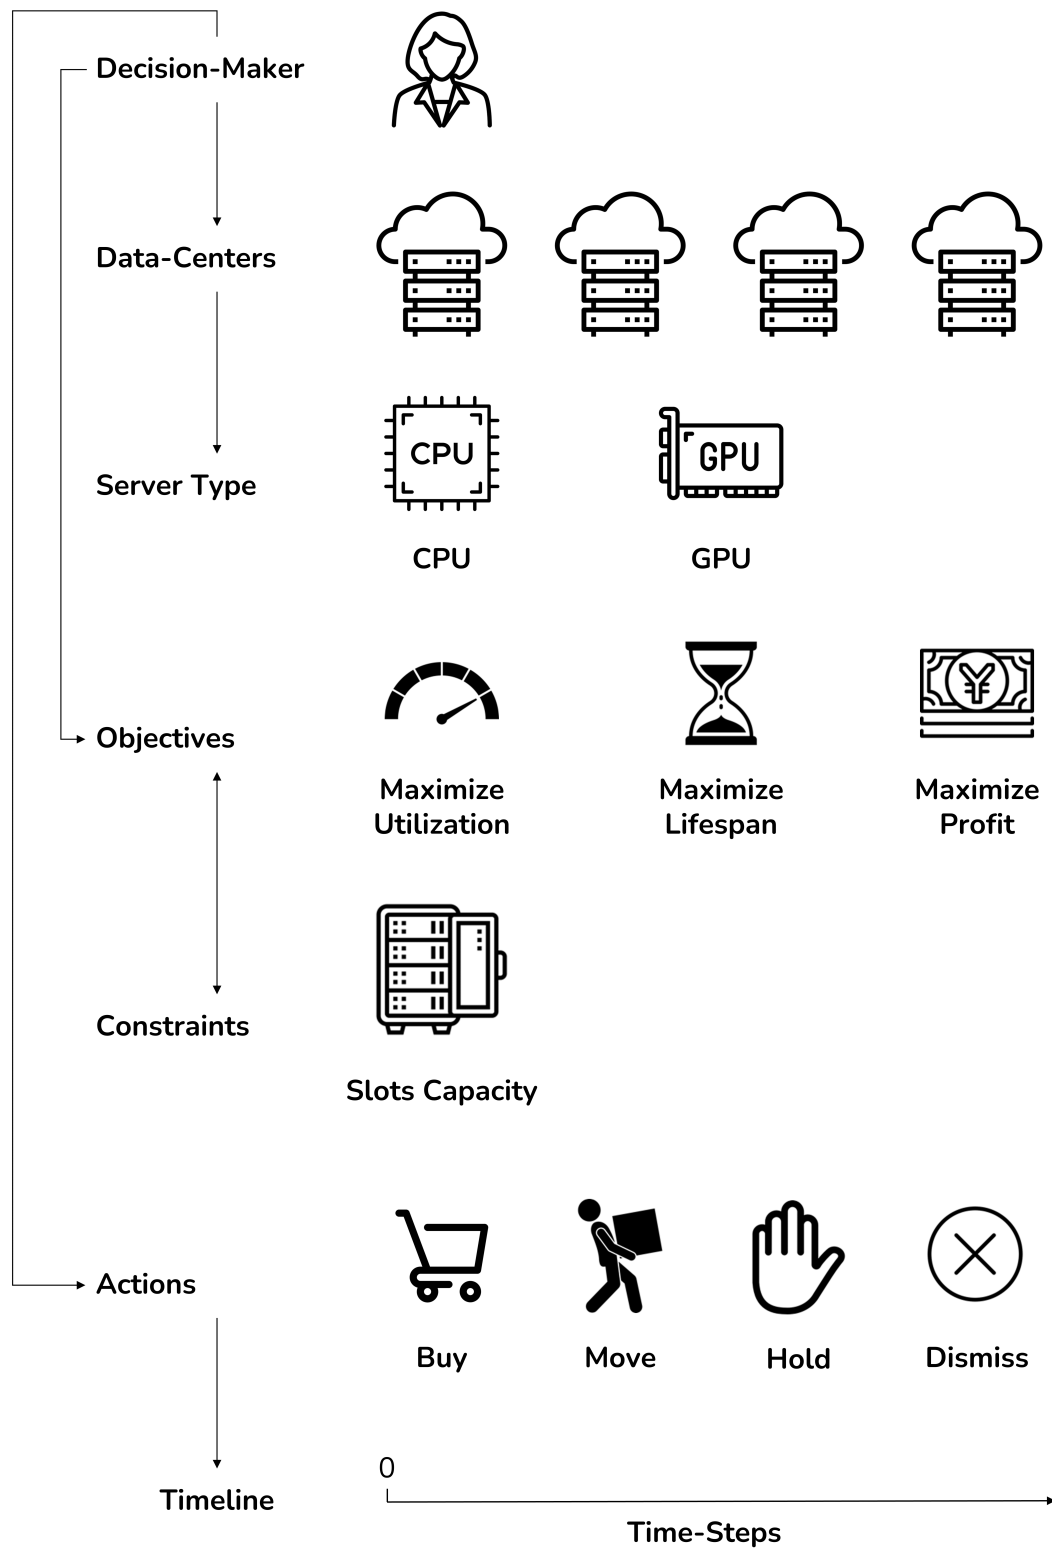 Decision-Maker
Data-Centers
Server Type
CPU
GPU
CPU
GPU
Objectives
¥
Maximize
Utilization
Maximize
Lifespan
Maximize
Profit
Constraints
Slots Capacity
Actions
Buy
Move
Hold
Dismiss
0
Timeline
Time-Steps